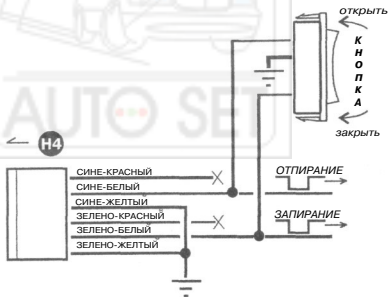 открыть
КНОПКА
закрыть
AUTO SET
H4
СИНЕ-КРАСНЫЙ
СИНЕ-БЕЛЫЙ
СИНЕ-ЖЕЛТЫЙ
ЗЕЛЕНО-КРАСНЫЙ
ЗЕЛЕНО-БЕЛЫЙ
ЗЕЛЕНО-ЖЕЛТЫЙ
ОТПИРАНИЕ
ЗАПИРАНИЕ